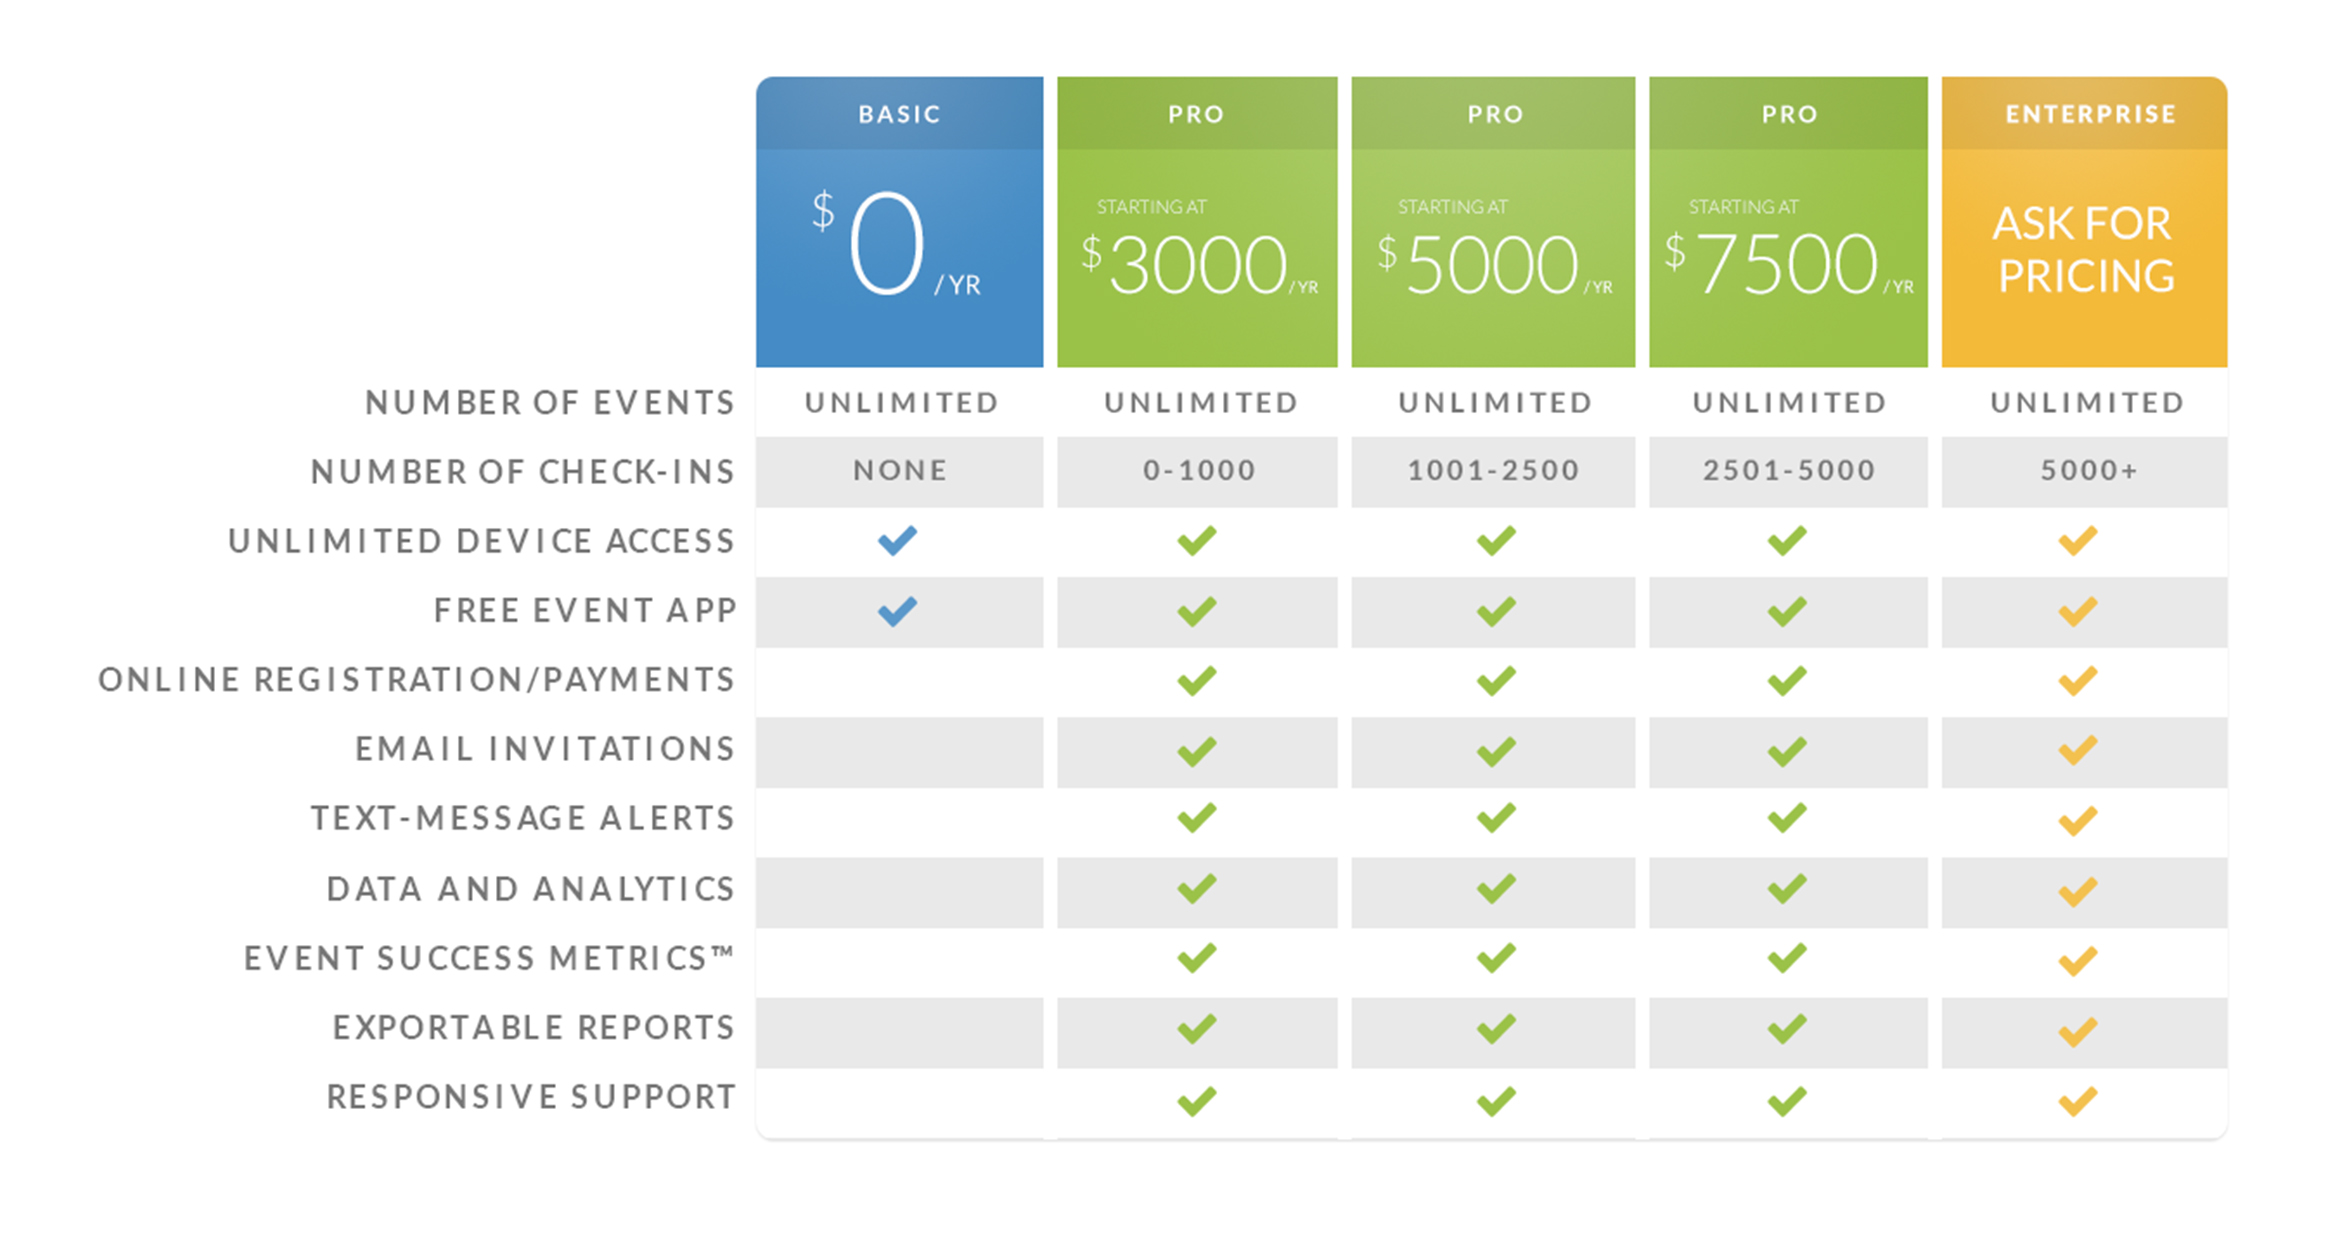 BASIC PRO PRO PRO ENTERPRISE
$0/YR
STARTING AT $3000/YR
STARTING AT $5000/YR
STARTING AT $7500/YR
ASK FOR
PRICING
NUMBER OF EVENTS UNLIMITED UNLIMITED UNLIMITED UNLIMITED UNLIMITED
NUMBER OF CHECK-INS NONE 0-1000 1001-2500 2501-5000 5000+
UNLIMITED DEVICE ACCESS
FREE EVENT APP
ONLINE REGISTRATION/PAYMENTS
EMAIL INVITATIONS
TEXT-MESSAGE ALERTS
DATA AND ANALYTICS
EVENT SUCCESS METRICS™
EXPORTABLE REPORTS
RESPONSIVE SUPPORT